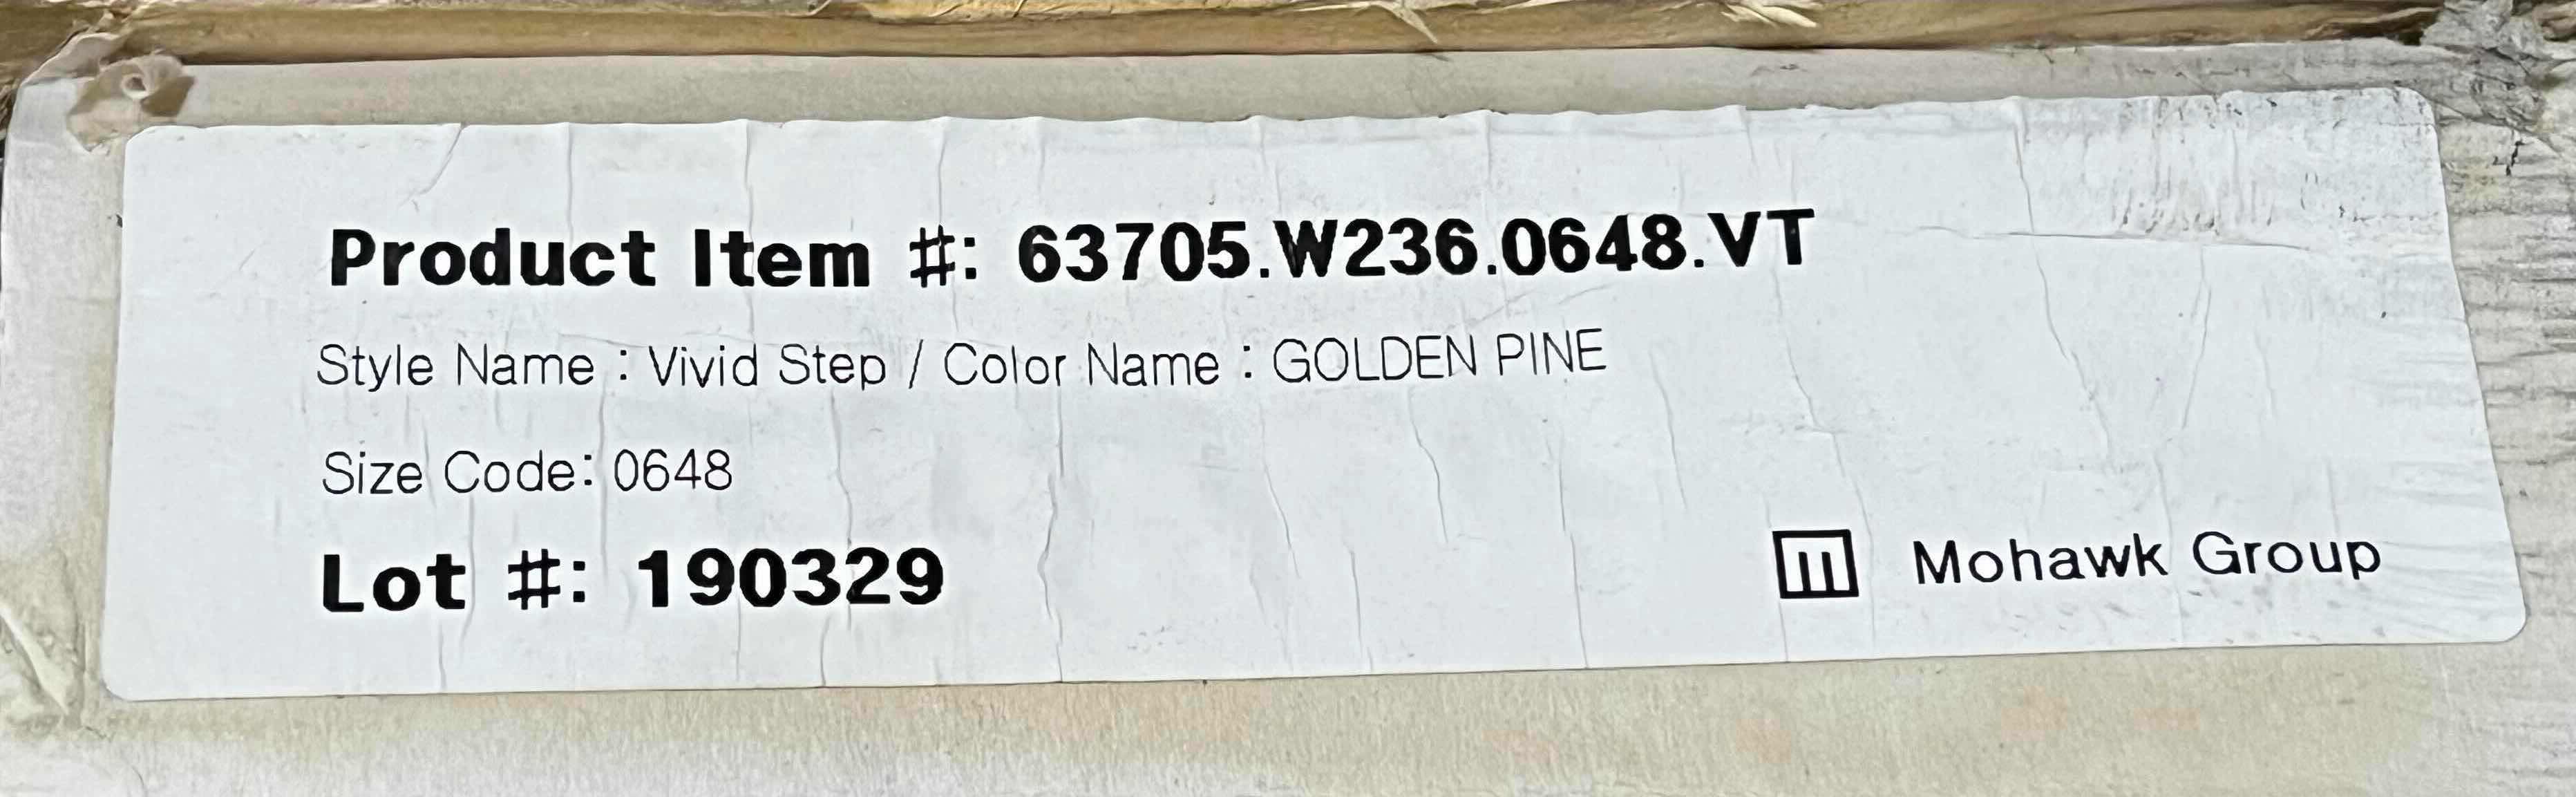 Product Item #: 63705.W236.0648.VT
Style Name : Vivid Step / Color Name : GOLDEN PINE
Size Code: 0648
Lot #: 190329
m Mohawk Group